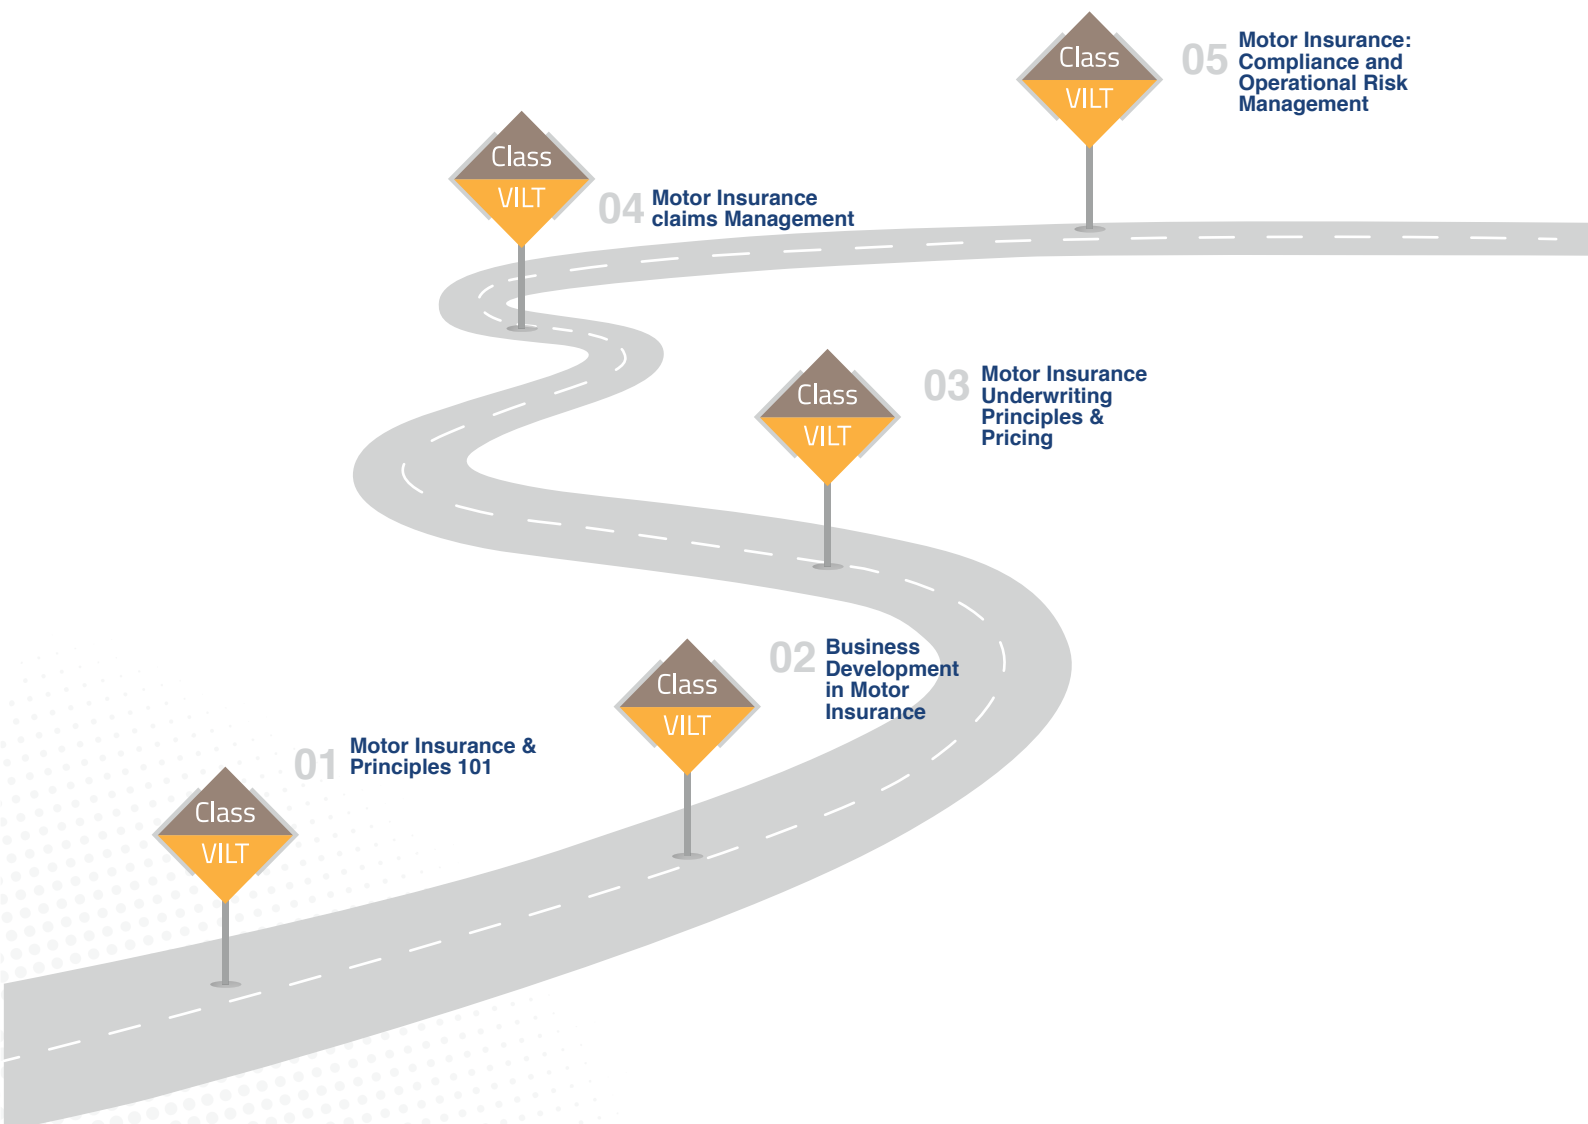 Class
VILT
05
Motor Insurance:
Compliance and
Operational Risk
Management
Class
VILT
04
Motor Insurance
claims Management
Class
VILT
03
Motor Insurance
Underwriting
Principles &
Pricing
Class
VILT
02
Business
Development
in Motor
Insurance
Class
VILT
01
Motor Insurance &
Principles 101